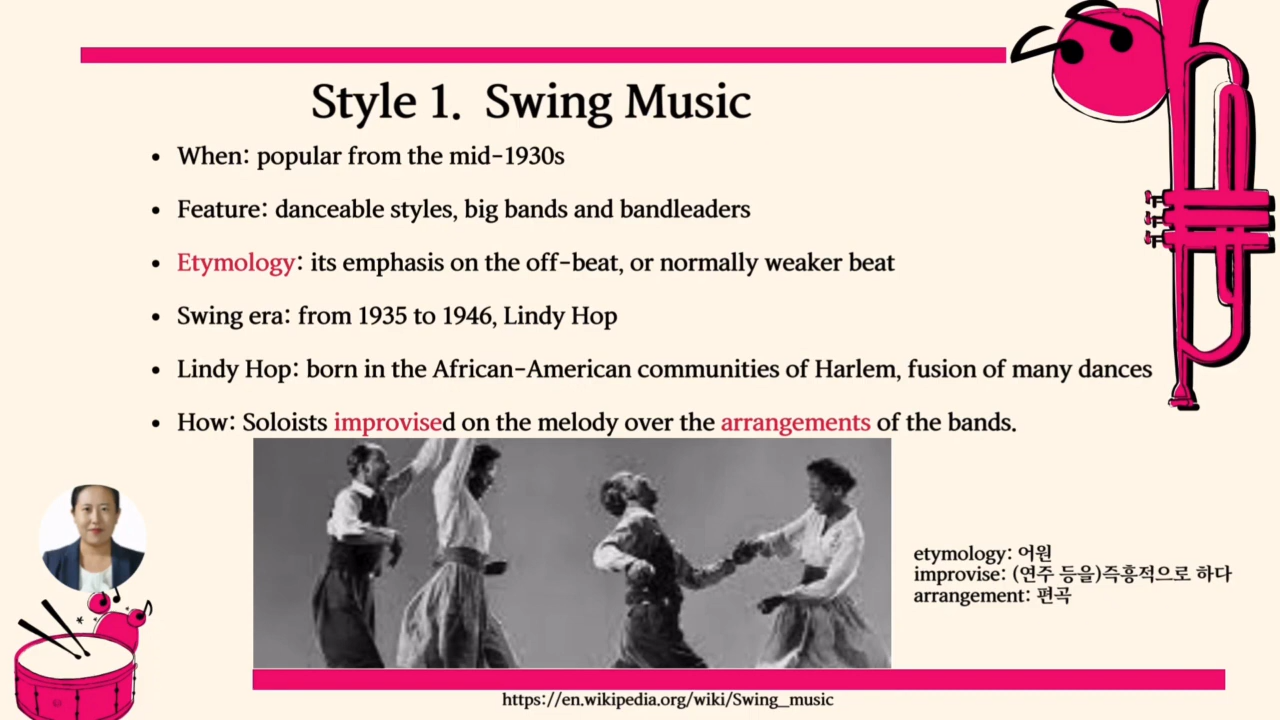 Style 1. Swing Music
• When: popular from the mid-1930s
• Feature: danceable styles, big bands and bandleaders
• Etymology: its emphasis on the off-beat, or normally weaker beat
• Swing era: from 1935 to 1946, Lindy Hop
• Lindy Hop: born in the African-American communities of Harlem, fusion of many dances
• How: Soloists improvised on the melody over the arrangements of the bands.
etymology: 어원
improvise: (연주 등을)즉흥적으로 하다
arrangement: 편곡
https://en.wikipedia.org/wiki/Swing_music